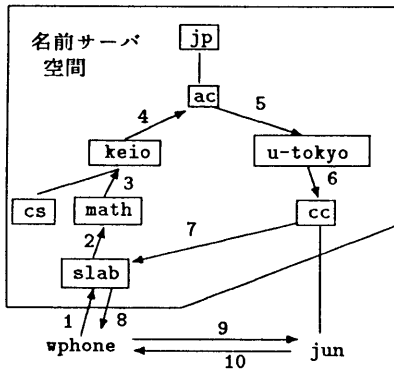 名前サーバ
空間
jp
ac
4
5
keio
u-tokyo
3
6
cs
math
cc
7
2
slab
1
8
9
wphone
jun
10